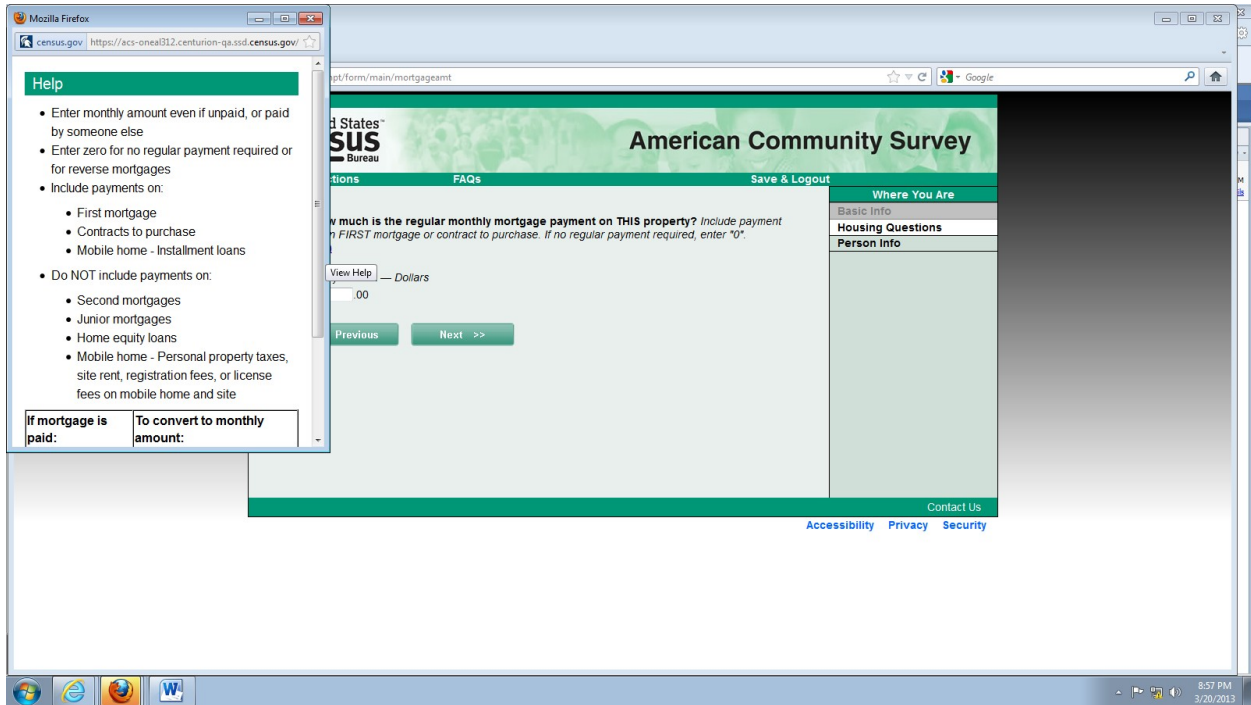 Mozilla Firefox
census.gov https://acs-oneal312.centurion-qa.ssd.census.gov/
Help
• Enter monthly amount even if unpaid, or paid
by someone else
• Enter zero for no regular payment required or
for reverse mortgages
• Include payments on:
• First mortgage
• Contracts to purchase
• Mobile home - Installment loans
• Do NOT include payments on:
• Second mortgages
• Junior mortgages
• Home equity loans
• Mobile home - Personal property taxes,
site rent, registration fees, or license
fees on mobile home and site
If mortgage is paid:
To convert to monthly amount:
pt/form/main/mortgageamt
Google
d States™
sus
Bureau
American Community Survey
tions FAQs Save & Logout
w much is the regular monthly mortgage payment on THIS property? Include payment
n FIRST mortgage or contract to purchase. If no regular payment required, enter "0".
View Help
— Dollars
.00
Previous Next >>
Where You Are
Basic Info
Housing Questions
Person Info
Contact Us
Accessibility Privacy Security
8:57 PM
3/20/2013